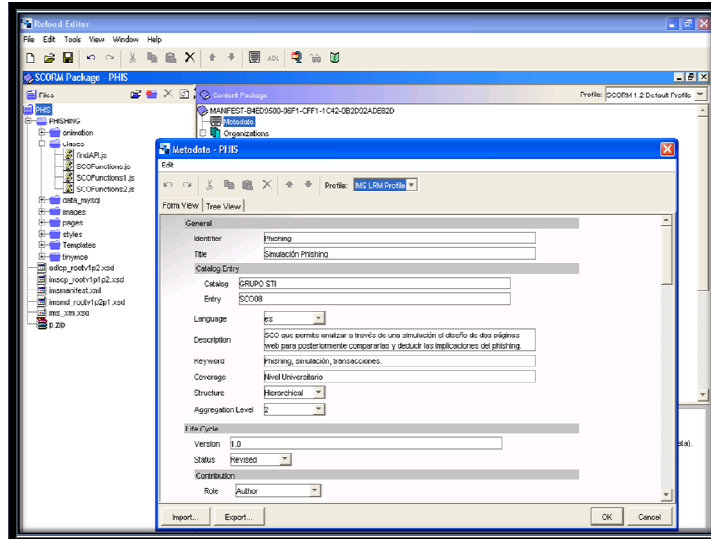 Reload Editor
File Edit Tools View Window Help
SCORM Package - PHIS
Files
PHIS
PHISHING
animation
clases
findAPI.js
SCOFunctions.js
SCOFunctions1.js
SCOFunctions2.js
data_mysql
images
pages
styles
Templates
tinymce
adlcp_rootv1p2.xsd
imscp_rootv1p1p2.xsd
imsmanifest.xml
imsmd_rootv1p2p1.xsd
ims_xml.xsd
p.zip
Content Package
Profile: SCORM 1.2 Default Profile
Metadata
Organizations
Metadata - PHIS
Edit
Profile: IMS LRM Profile
Form View Tree View
General
Identifier Phishing
Title Simulación Phishing
Catalog Entry
Catalog GRUPO STI
Entry SCO08
Language es
Description SCO que permite analizar a través de una simulación el diseño de dos páginas
web para posteriormente compararlas y deducir las implicaciones del phishing.
Keyword Phishing, simulación, transacciones.
Coverage Nivel Universitario
Structure Hierarchical
Aggregation Level 2
Life Cycle
Version 1.0
Status Revised
Contribution
Role Author
Import... Export... OK Cancel